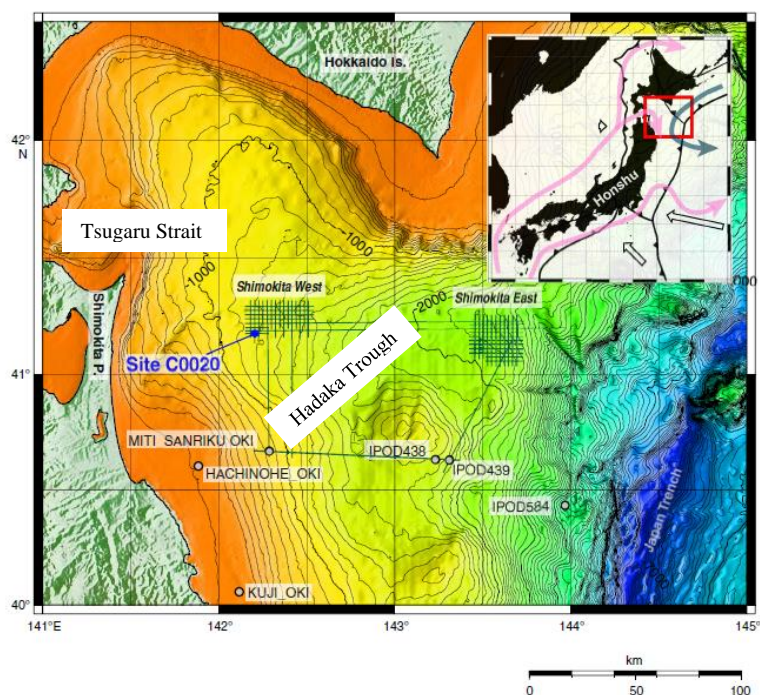 Hokkaido Is.
42°
N
Honshu
Tsugaru Strait
-1000
-1000
Shimokita West
Shimokita East
-2000
Shimokita P.
Site C0020
Hadaka Trough
41°
MITI_SANRIKU OKI
IPOD438
HACHINOHE_OKI
IPOD439
IPOD584
Japan Trench
KUJI_OKI
40°
141°E
142°
143°
144°
145°
km
0
50
100